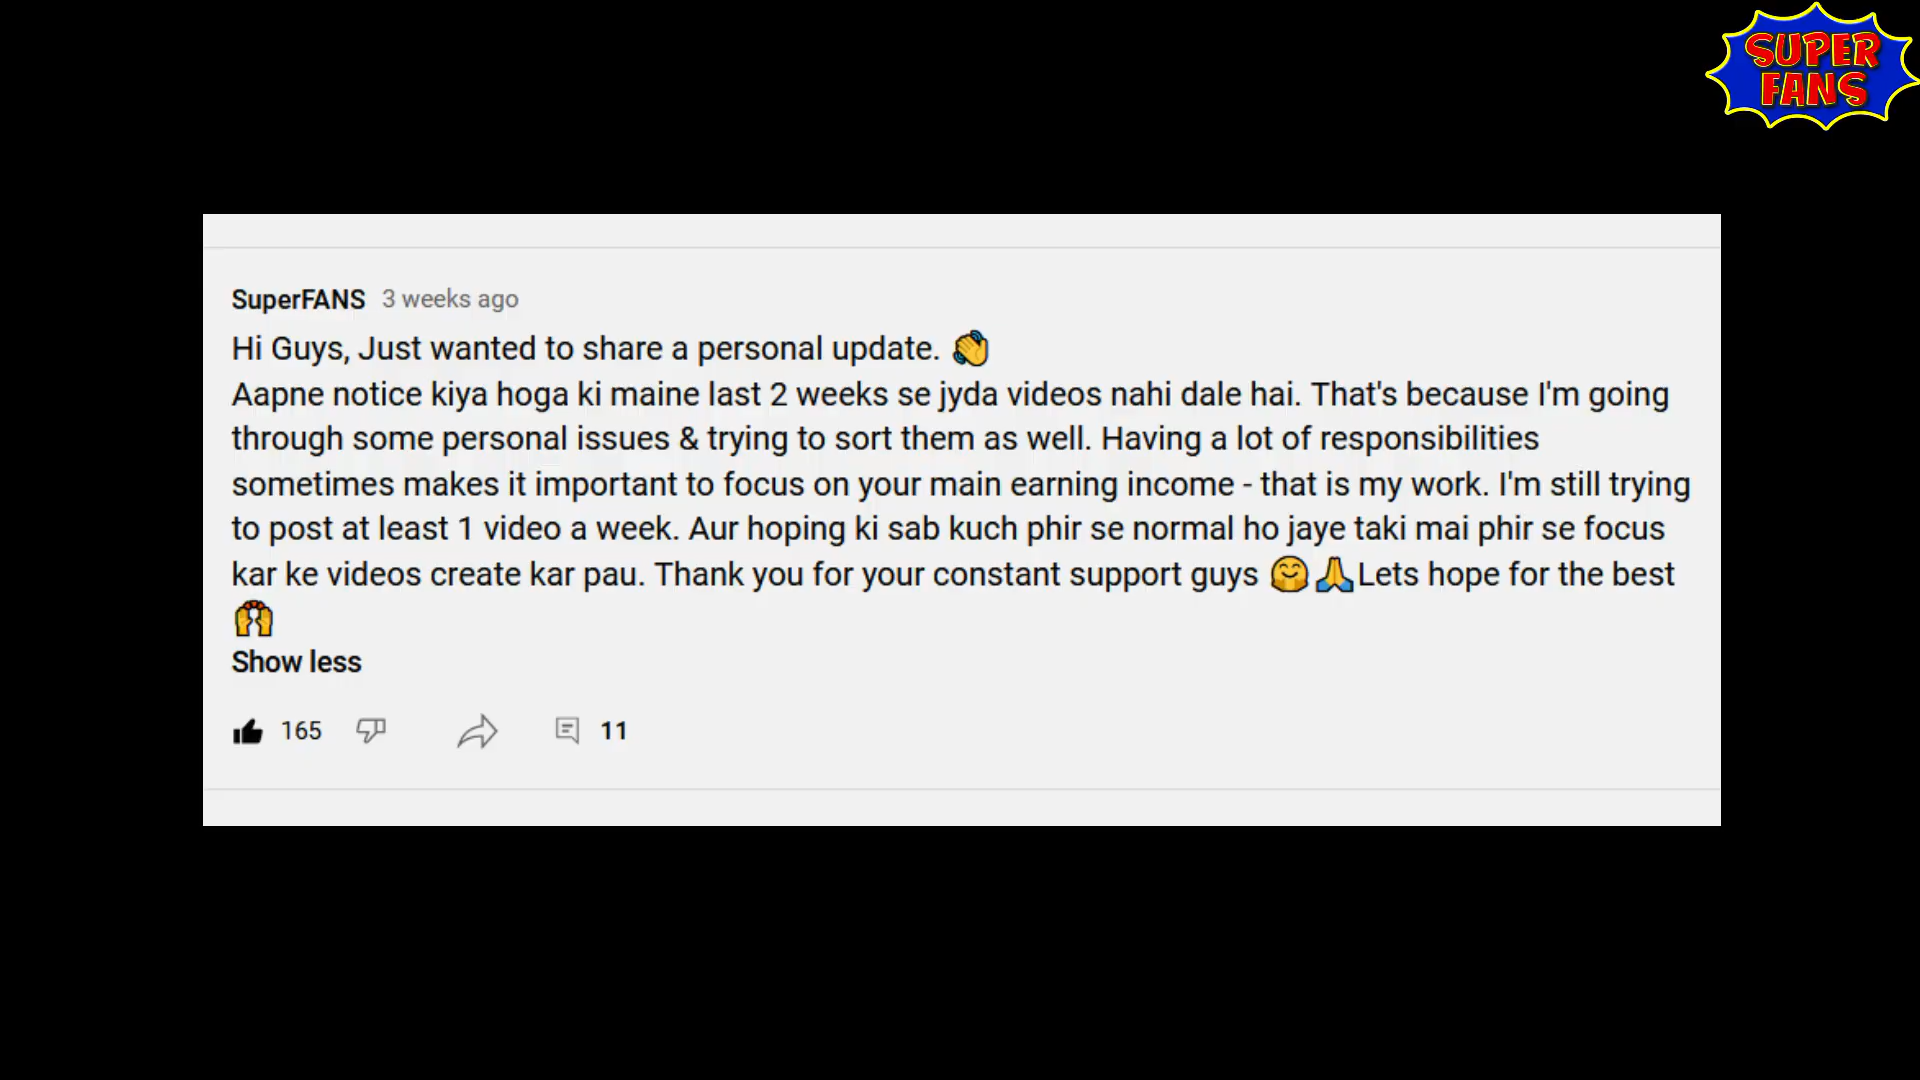 SUPER
FANS
SuperFANS 3 weeks ago
Hi Guys, Just wanted to share a personal update. 👋
Aapne notice kiya hoga ki maine last 2 weeks se jyda videos nahi dale hai. That's because I'm going
through some personal issues & trying to sort them as well. Having a lot of responsibilities
sometimes makes it important to focus on your main earning income - that is my work. I'm still trying
to post at least 1 video a week. Aur hoping ki sab kuch phir se normal ho jaye taki mai phir se focus
kar ke videos create kar pau. Thank you for your constant support guys 🤗🙏Lets hope for the best
🙌
Show less
165 11